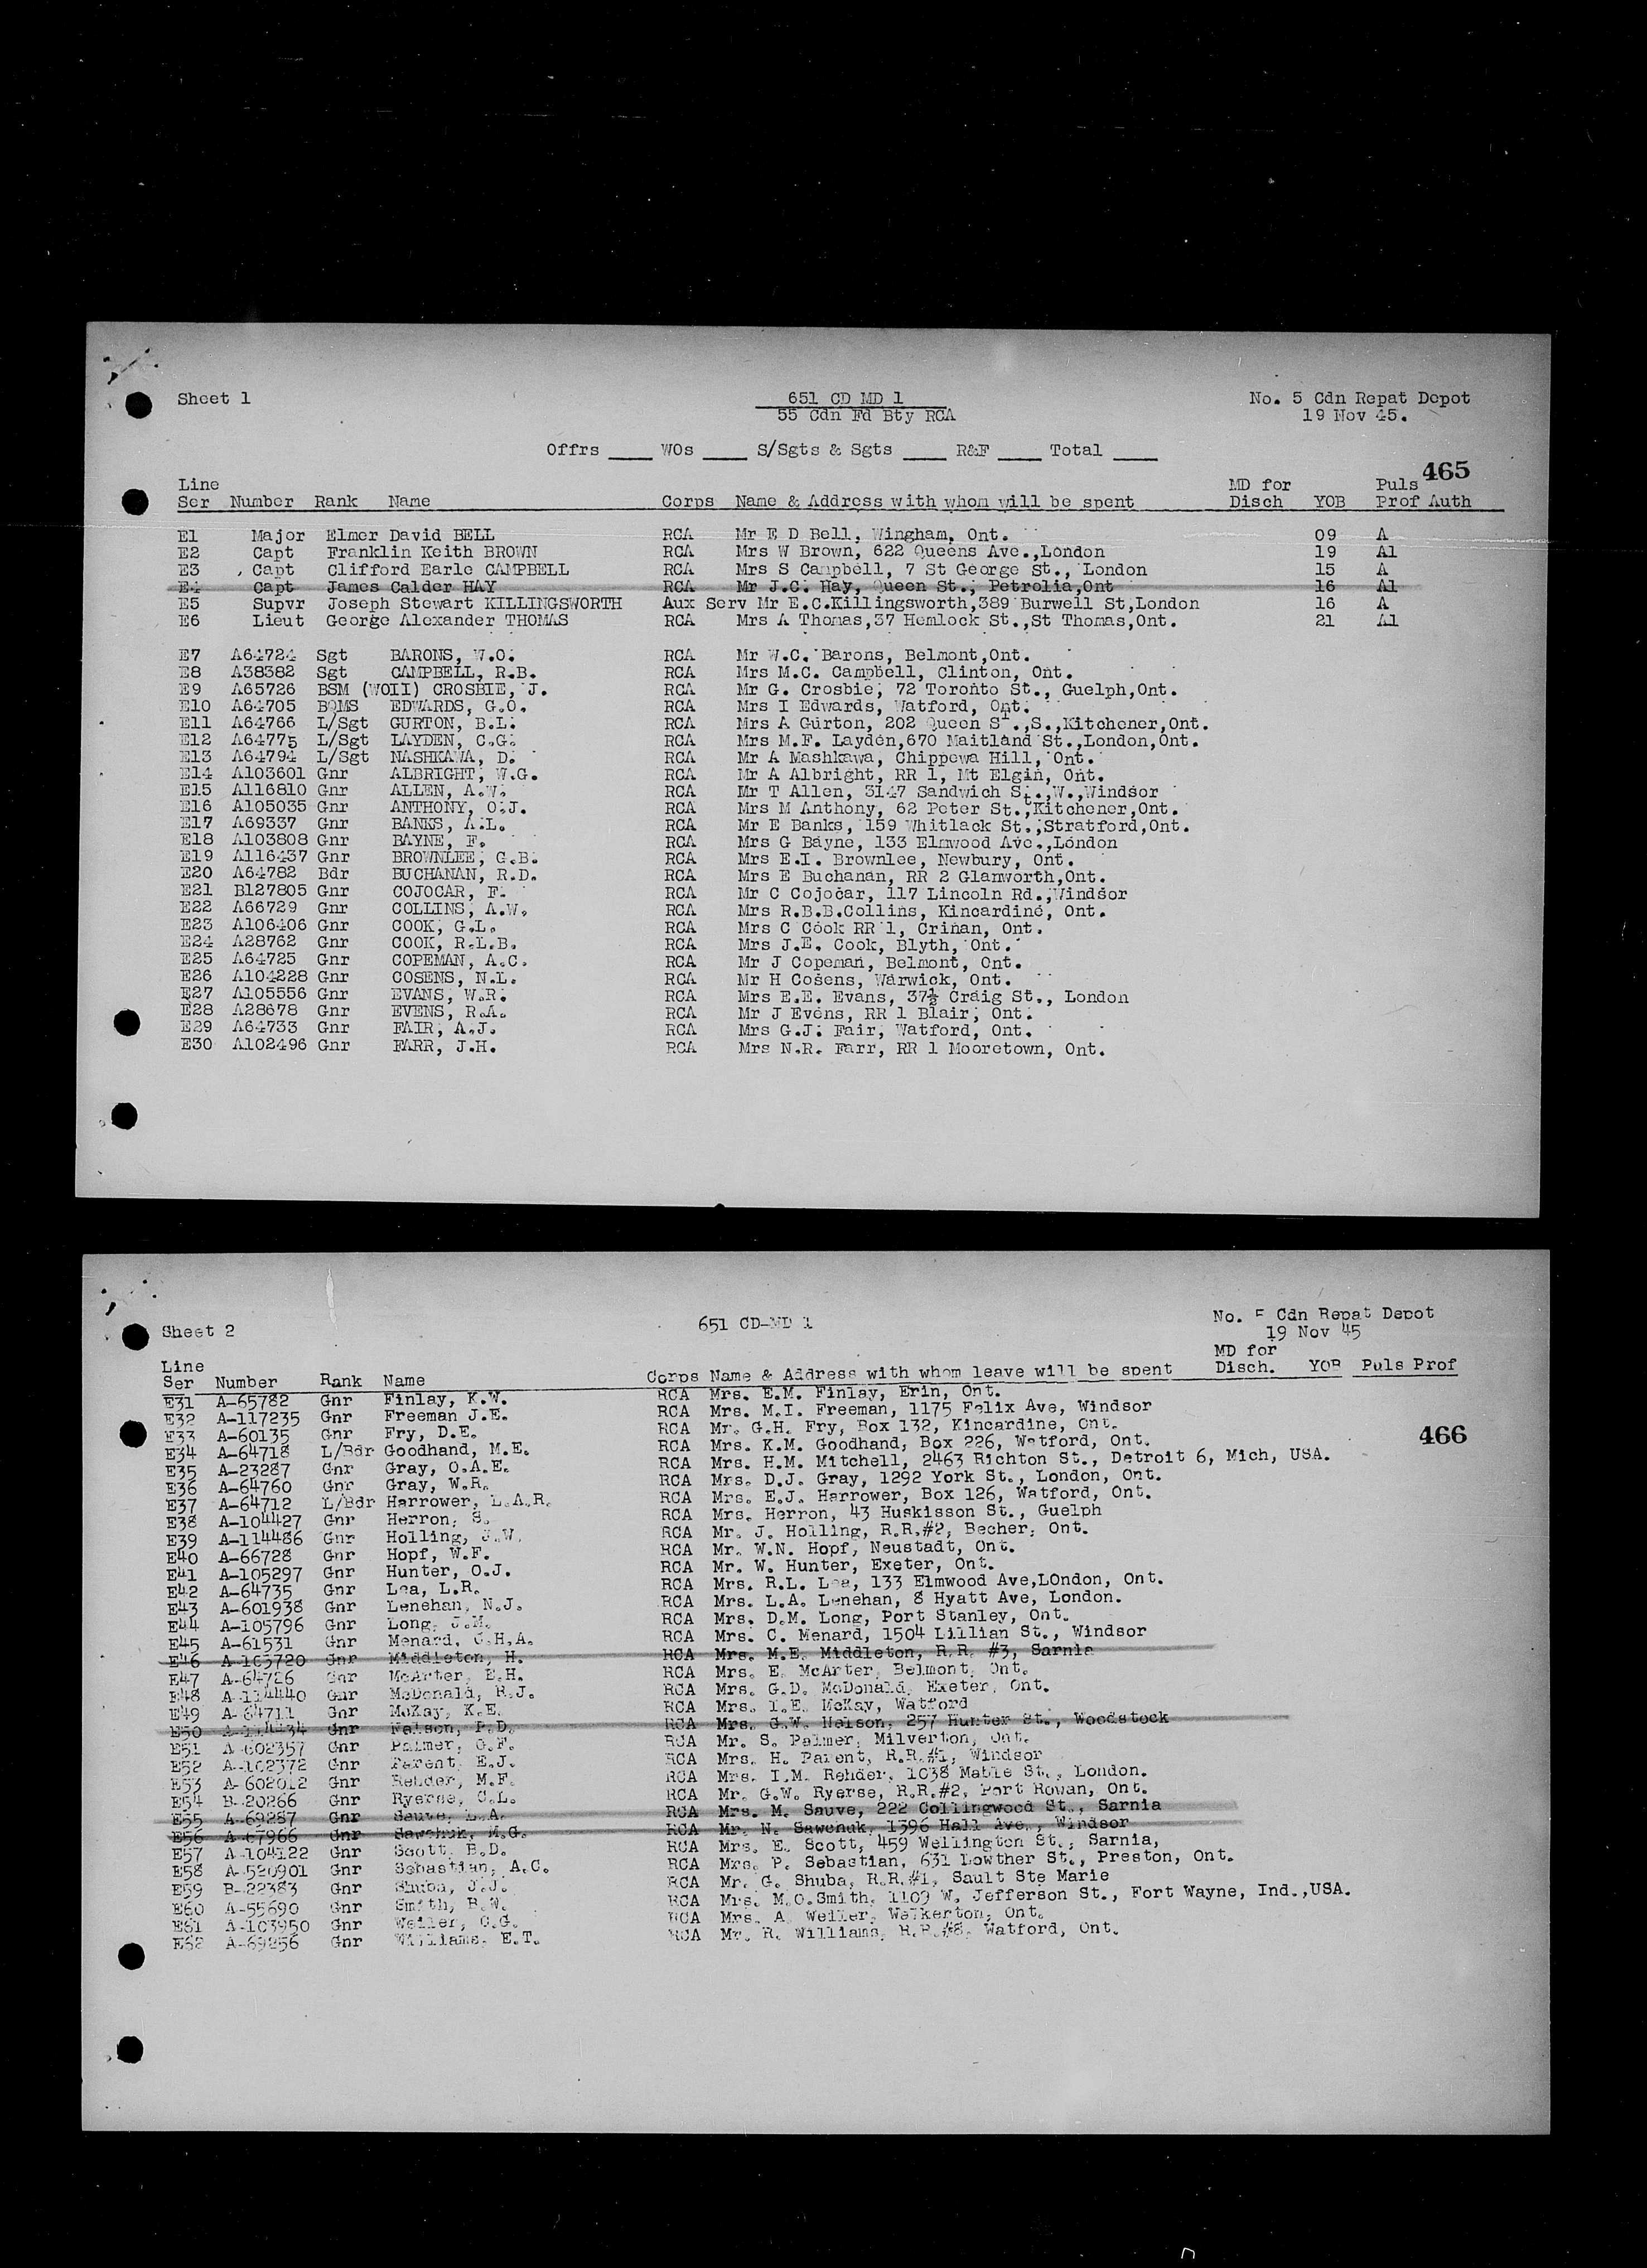 Sheet 1 651 CD MD 1 No. 5 Cdn Repat Depot
55 Cdn Fd Bty RCA 19 Nov 45.
Offrs ____ WOs ____ S/Sgts & Sgts ____ R&F ____ Total ____
465
Line MD for Puls
Ser Number Rank Name Corps Name & Address with whom will be spent Disch YOB Prof Auth
E1 Major Elmer David BELL RCA Mr E D Bell, Wingham, Ont. 09 A
E2 Capt Franklin Keith BROWN RCA Mrs W Brown, 622 Queens Ave.,London 19 A1
E3 Capt Clifford Earle CAMPBELL RCA Mrs S Campbell, 7 St George St., London 15 A
E4 Capt James Calder HAY RCA Mr J.C. Hay, Queen St., Petrolia,Ont 16 A1
E5 Supvr Joseph Stewart KILLINGSWORTH Aux Serv Mr E.C.Killingsworth,389 Burwell St,London 16 A
E6 Lieut George Alexander THOMAS RCA Mrs A Thomas,37 Hemlock St.,St Thomas,Ont. 21 A1
E7 A64724 Sgt BARONS, W.O. RCA Mr W.C. Barons, Belmont,Ont.
E8 A38382 Sgt CAMPBELL, R.B. RCA Mrs M.C. Campbell, Clinton, Ont.
E9 A65726 BSM (WOII) CROSBIE, J. RCA Mr G. Crosbie, 72 Toronto St., Guelph,Ont.
E10 A64705 BQMS EDWARDS, G.O. RCA Mrs I Edwards, Watford, Ont.
E11 A64766 L/Sgt GURTON, B.L. RCA Mrs A Gurton, 202 Queen St.,S.,Kitchener,Ont.
E12 A64775 L/Sgt LAYDEN, C.G. RCA Mrs M.F. Layden,670 Maitland St.,London,Ont.
E13 A64794 L/Sgt NASHKAWA, D. RCA Mr A Mashkawa, Chippewa Hill, Ont.
E14 A103601 Gnr ALBRIGHT, W.G. RCA Mr A Albright, RR 1, Mt Elgin, Ont.
E15 A116810 Gnr ALLEN, A.W. RCA Mr T Allen, 3147 Sandwich St.,W.,Windsor
E16 A105035 Gnr ANTHONY, O.J. RCA Mrs M Anthony, 62 Peter St.,Kitchener,Ont.
E17 A69337 Gnr BANKS, A.L. RCA Mr E Banks, 159 Whitlack St.,Stratford,Ont.
E18 A103808 Gnr BAYNE, F. RCA Mrs G Bayne, 133 Elmwood Ave.,London
E19 A116437 Gnr BROWNLEE, G.B. RCA Mrs E.I. Brownlee, Newbury, Ont.
E20 A64782 Bdr BUCHANAN, R.D. RCA Mrs E Buchanan, RR 2 Glanworth,Ont.
E21 B127805 Gnr COJOCAR, F. RCA Mr C Cojocar, 117 Lincoln Rd.,Windsor
E22 A66729 Gnr COLLINS, A.W. RCA Mrs R.B.B.Collins, Kincardine, Ont.
E23 A106406 Gnr COOK, G.L. RCA Mrs C Cook RR 1, Crinan, Ont.
E24 A28762 Gnr COOK, R.L.B. RCA Mrs J.E. Cook, Blyth, Ont.
E25 A64725 Gnr COPEMAN, A.C. RCA Mr J Copeman, Belmont, Ont.
E26 A104228 Gnr COSENS, N.L. RCA Mr H Cosens, Warwick, Ont.
E27 A105556 Gnr EVANS, W.R. RCA Mrs E.E. Evans, 37½ Craig St., London
E28 A28678 Gnr EVENS, R.A. RCA Mr J Evens, RR 1 Blair, Ont.
E29 A64733 Gnr FAIR, A.J. RCA Mrs G.J. Fair, Watford, Ont.
E30 A102496 Gnr FARR, J.H. RCA Mrs N.R. Farr, RR 1 Mooretown, Ont.
Sheet 2 651 CD-MD 1 No. 5 Cdn Repat Depot
19 Nov 45
Line MD for
Ser Number Rank Name Corps Name & Address with whom leave will be spent Disch. YOB Puls Prof
E31 A-65782 Gnr Finlay, K.W. RCA Mrs. E.M. Finlay, Erin, Ont.
E32 A-117235 Gnr Freeman J.E. RCA Mrs. M.I. Freeman, 1175 Felix Ave, Windsor
E33 A-60135 Gnr Fry, D.E. RCA Mr. G.H. Fry, Box 132, Kincardine, Ont.
466
E34 A-64718 L/Bdr Goodhand, M.E. RCA Mrs. K.M. Goodhand, Box 226, Watford, Ont.
E35 A-23287 Gnr Gray, O.A.E. RCA Mrs. H.M. Mitchell, 2463 Richton St., Detroit 6, Mich, USA.
E36 A-64760 Gnr Gray, W.R. RCA Mrs. D.J. Gray, 1292 York St., London, Ont.
E37 A-64712 L/Bdr Harrower, L.A.R. RCA Mrs. E.J. Harrower, Box 126, Watford, Ont.
E38 A-104427 Gnr Herron, S. RCA Mrs. Herron, 43 Huskisson St., Guelph
E39 A-114486 Gnr Holling, J.W. RCA Mr. J. Holling, R.R.#2, Becher, Ont.
E40 A-66728 Gnr Hopf, W.F. RCA Mr. W.N. Hopf, Neustadt, Ont.
E41 A-105297 Gnr Hunter, O.J. RCA Mr. W. Hunter, Exeter, Ont.
E42 A-64735 Gnr Lea, L.R. RCA Mrs. R.L. Lea, 133 Elmwood Ave,LOndon, Ont.
E43 A-601938 Gnr Lenehan, N.J. RCA Mrs. L.A. Lenehan, 8 Hyatt Ave, London.
E44 A-105796 Gnr Long, J.M. RCA Mrs. D.M. Long, Port Stanley, Ont.
E45 A-61531 Gnr Menard, C.H.A. RCA Mrs. C. Menard, 1504 Lillian St., Windsor
E46 A-105720 Gnr Middleton, H. RCA Mrs. M.E. Middleton, R.R. #3, Sarnia
E47 A-64726 Gnr McArter, E.H. RCA Mrs. E. McArter, Belmont, Ont.
E48 A-114440 Gnr McDonald, R.J. RCA Mrs. G.D. McDonald, Exeter, Ont.
E49 A-64711 Gnr McKay, K.E. RCA Mrs. I.E. McKay, Watford
E50 A-114434 Gnr Nelson, P.D. RCA Mrs. G.W. Nelson, 257 Hunter St., Woodstock
E51 A-602357 Gnr Palmer, G.F. RCA Mr. S. Palmer, Milverton, Ont.
E52 A-102372 Gnr Parent, E.J. RCA Mrs. H. Parent, R.R.#1, Windsor
E53 A-602012 Gnr Rehder, M.F. RCA Mrs. I.M. Rehder, 1038 Mable St., London.
E54 B-20266 Gnr Ryerse, C.L. RCA Mr. G.W. Ryerse, R.R.#2, Port Rowan, Ont.
E55 A-69287 Gnr Sauve, L.A. RCA Mrs. M. Sauve, 222 Collingwood St., Sarnia
E56 A-67966 Gnr Sawchuk, M.G. RCA Mr. N. Sawchuk, 1396 Hall Ave., Windsor
E57 A-104122 Gnr Scott, B.D. RCA Mrs. E. Scott, 459 Wellington St., Sarnia,
E58 A-520901 Gnr Sebastian, A.C. RCA Mrs. P. Sebastian, 631 Lowther St., Preston, Ont.
E59 B-22383 Gnr Shuba, J.J. RCA Mr. G. Shuba, R.R.#1, Sault Ste Marie
E60 A-55690 Gnr Smith, B.W. RCA Mrs. M.O.Smith, 1109 W. Jefferson St., Fort Wayne, Ind.,USA.
E61 A-103950 Gnr Weiler, C.G. RCA Mrs. A. Weiler, Walkerton, Ont.
E62 A-69256 Gnr Williams, E.T. RCA Mr. R. Williams, R.R.#8, Watford, Ont.